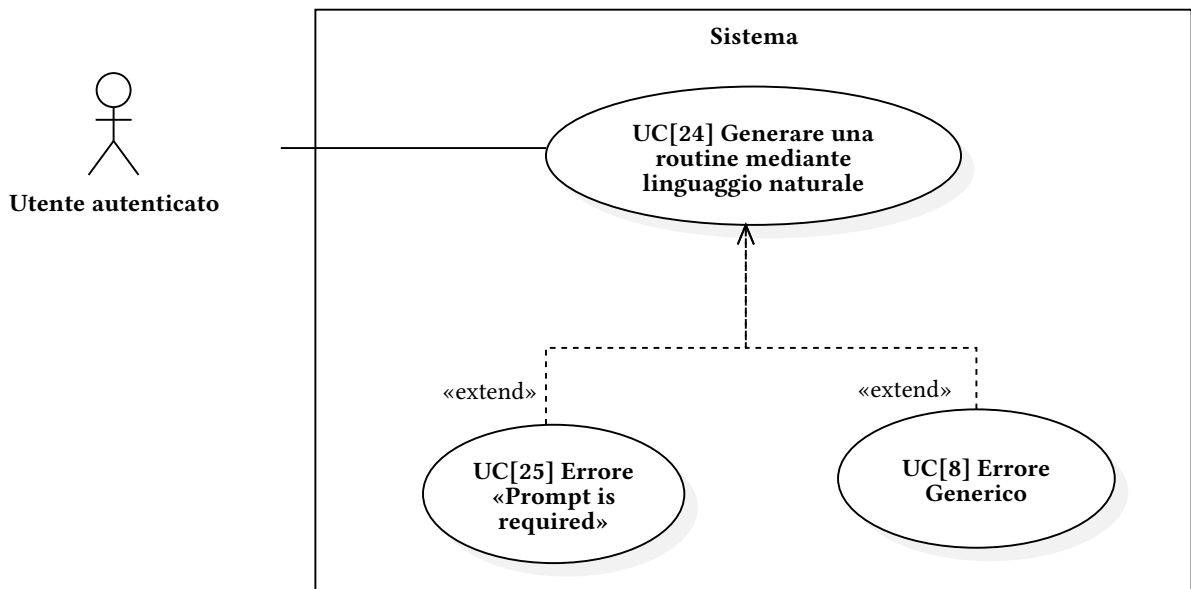 Sistema
UC[24] Generare una
routine mediante
linguaggio naturale
Utente autenticato
«extend»
«extend»
UC[25] Errore
«Prompt is
required»
UC[8] Errore
Generico